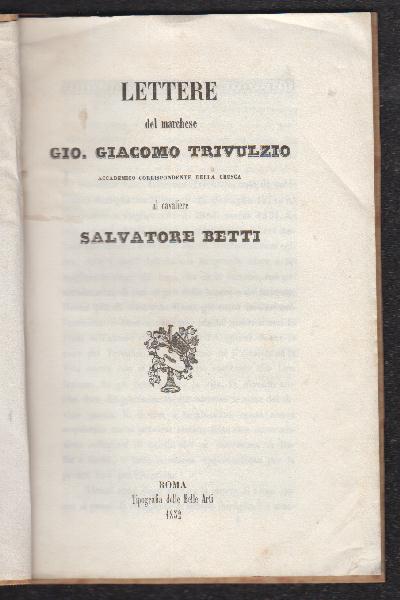 LETTERE
del marchese
GIO. GIACOMO TRIVULZIO
ACCADEMICO CORRISPONDENTE DELLA CRUSCA
al cavaliere
SALVATORE BETTI
ROMA
Tipografia delle Belle Arti
1852